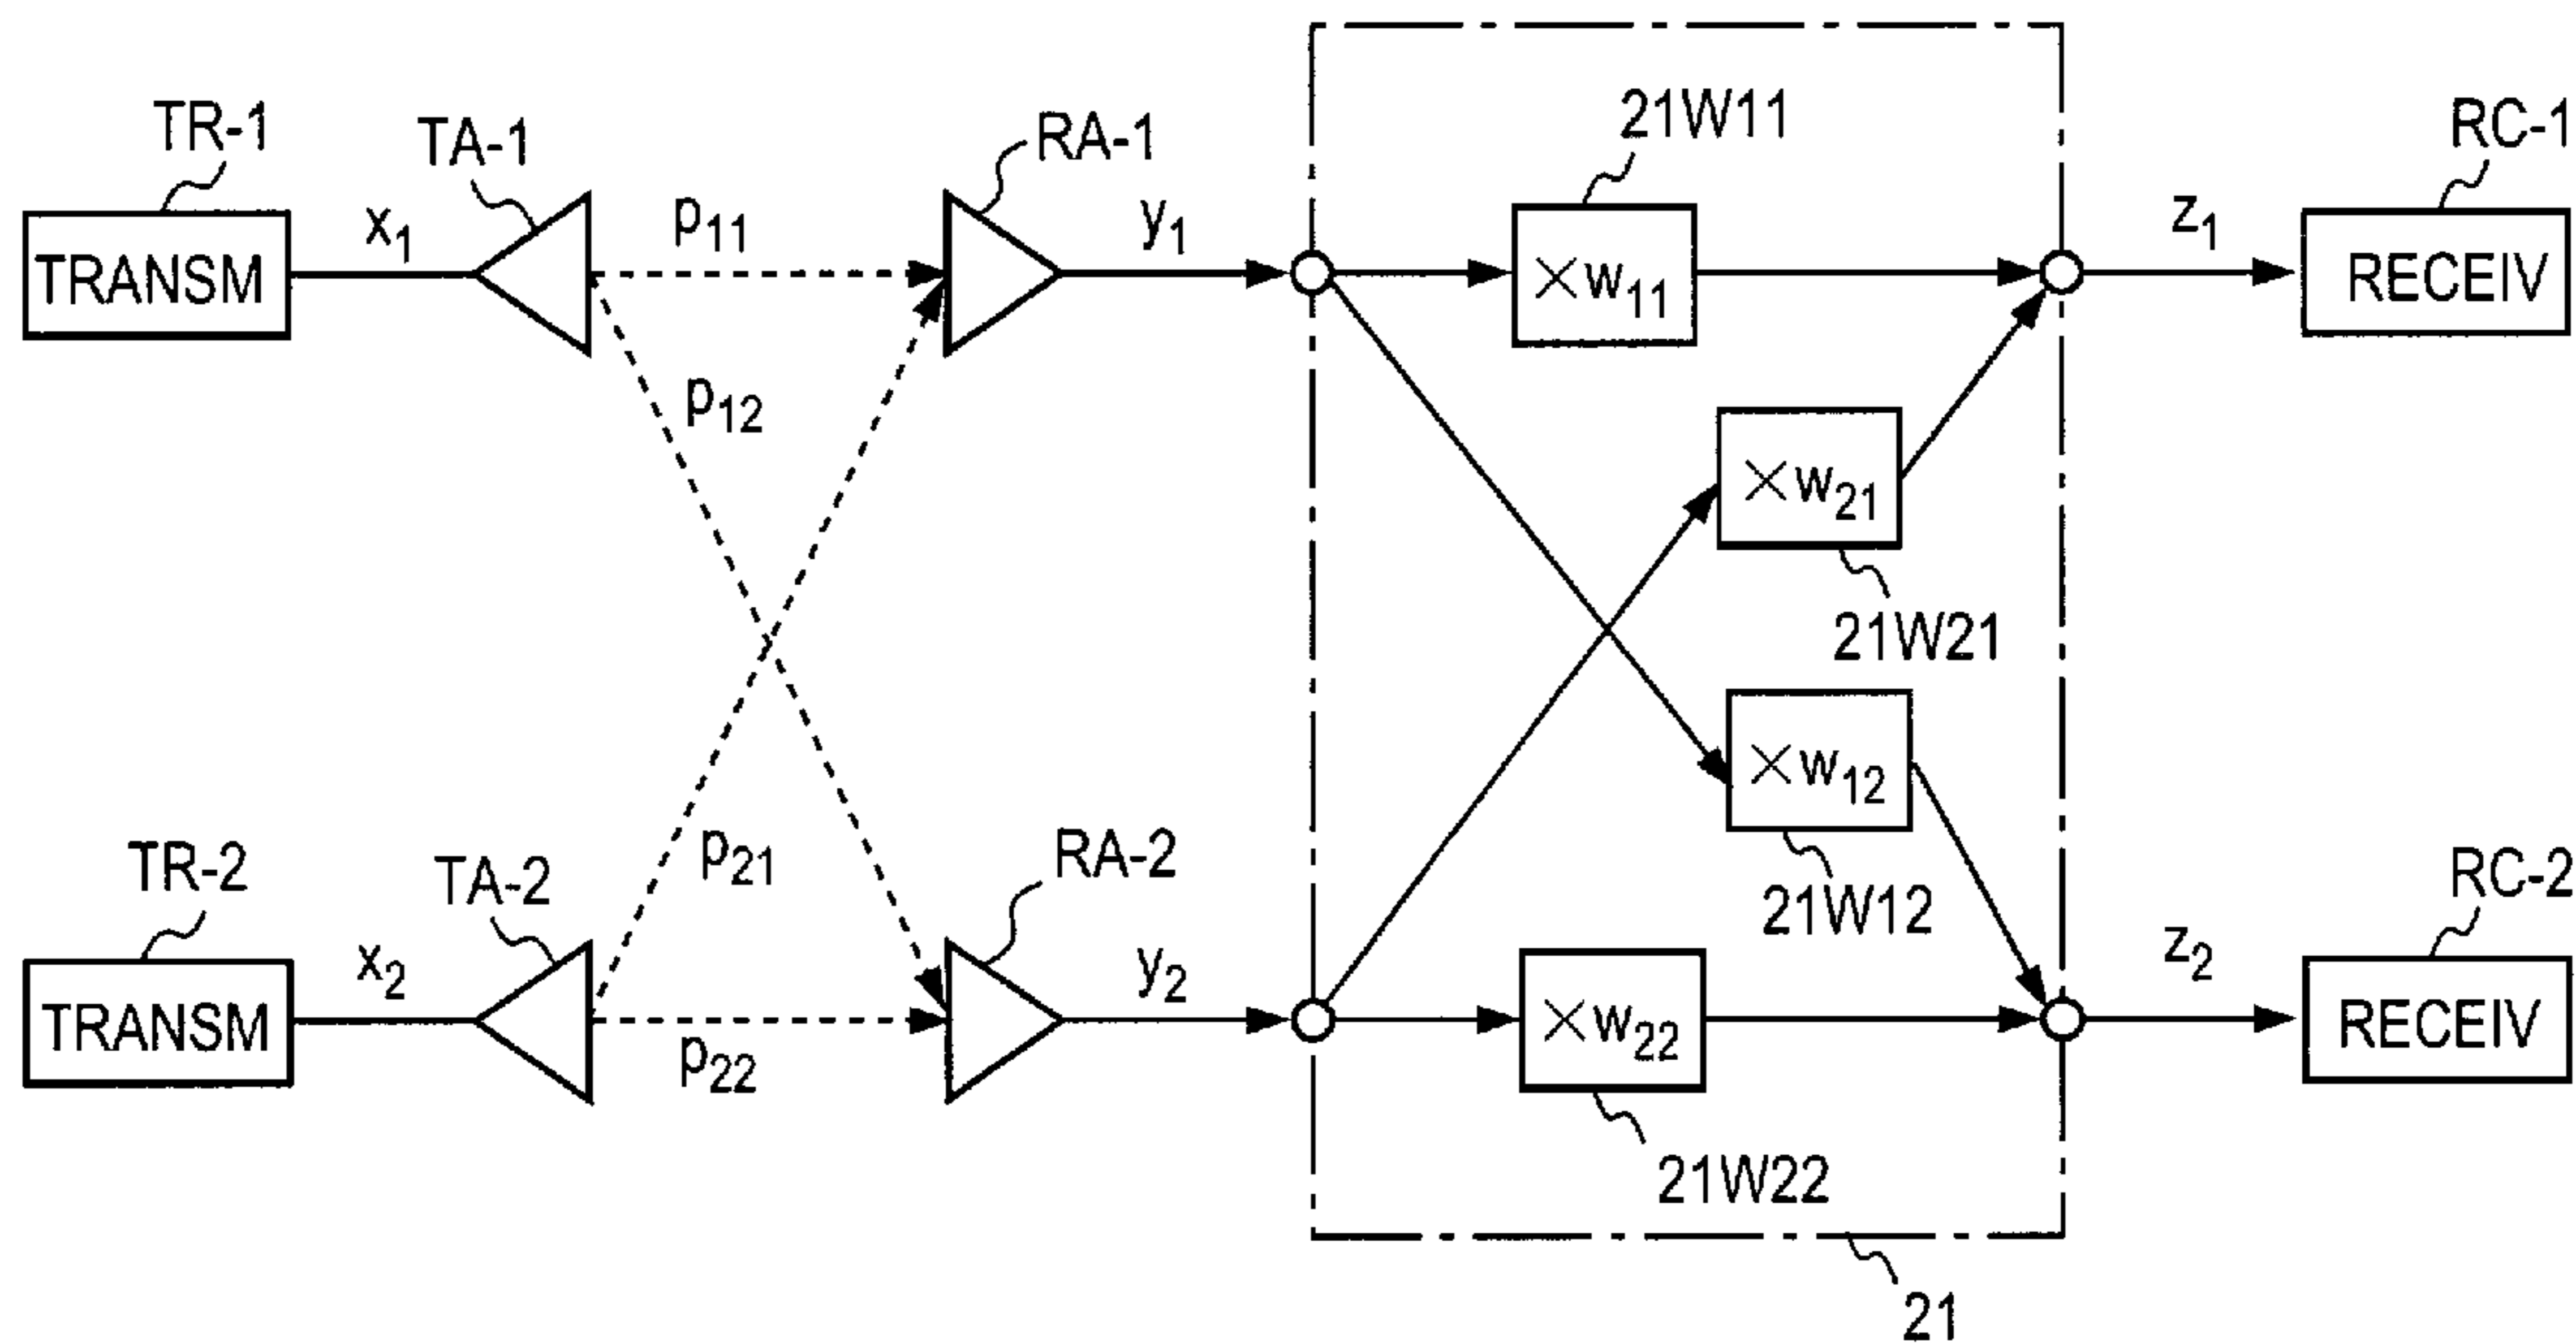 TR-1
TA-1
RA-1
21W11
RC-1
TRANSM
x₁
p₁₁
y₁
×w₁₁
z₁
RECEIV
p₁₂
×w₂₁
21W21
×w₁₂
21W12
p₂₁
TR-2
TA-2
RA-2
RC-2
TRANSM
x₂
p₂₂
y₂
×w₂₂
z₂
RECEIV
21W22
21